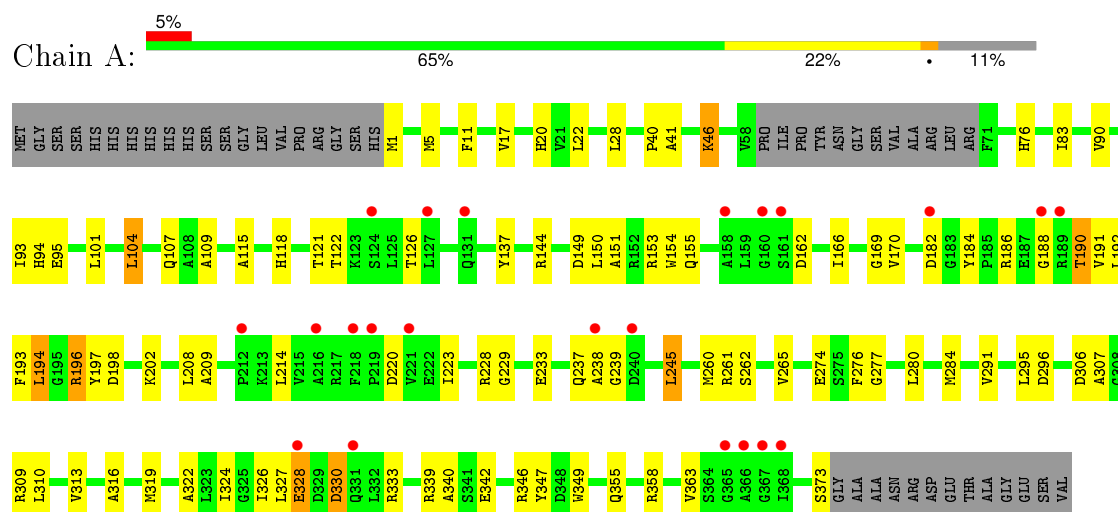 5%
Chain A:
65% 22% • 11%
MET GLY SER SER HIS HIS HIS HIS HIS HIS SER SER GLY LEU VAL PRO ARG GLY SER HIS M1 M5 F11 V17 H20 V21 L22 L28 P40 A41 K46 V58 PRO ILE PRO TYR ASN GLY SER VAL ALA ARG LEU ARG F71 H76 I83 V90
I93 H94 E95 L101 L104 Q107 A108 A109 A115 H118 T121 T122 K123 S124 L125 T126 L127 Q131 Y137 R144 D149 L150 A151 R152 R153 W154 Q155 A158 L159 G160 S161 D162 I166 G169 V170 D182 G183 Y184 P185 R186 E187 G188 R189 T190 V191 L192
F193 L194 G195 R196 Y197 D198 K202 L208 A209 P212 K213 L214 V215 A216 R217 F218 P219 D220 V221 E222 I223 R228 G229 E233 Q237 A238 G239 D240 L245 M260 R261 S262 V265 E274 S275 F276 G277 L280 M284 V291 L295 D296 D306 A307 G308
R309 L310 V313 A316 M319 A322 L323 I324 G325 I326 L327 E328 D329 D330 Q331 L332 R333 R339 A340 S341 E342 R346 Y347 D348 W349 Q355 R358 V363 S364 G365 A366 G367 I368 S373 GLY ALA ALA ASN ARG ASP GLU THR ALA GLY GLU SER VAL